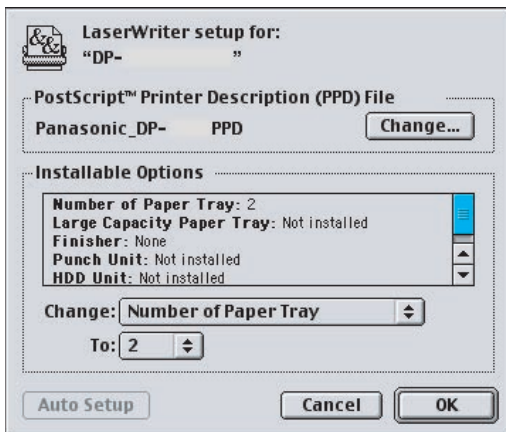 LaserWriter setup for:
“DP- ”
PostScript™ Printer Description (PPD) File
Panasonic_DP- PPD
Change...
Installable Options
Number of Paper Tray: 2
Large Capacity Paper Tray: Not installed
Finisher: None
Punch Unit: Not installed
HDD Unit: Not installed
Change: Number of Paper Tray
To: 2
Auto Setup
Cancel
OK